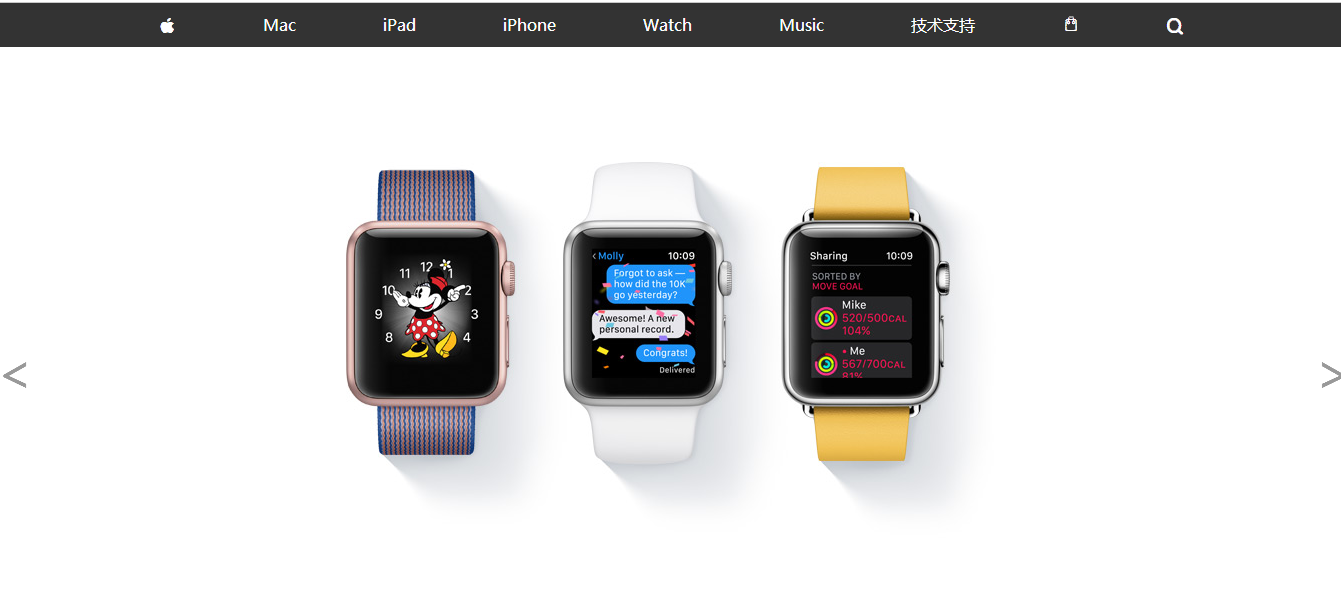 Mac iPad iPhone Watch Music 技术支持
<
>
12
1
2
3
4
8
9
10
11
‹ Molly 10:09
Forgot to ask —
how did the 10K
go yesterday?
Awesome! A new
personal record.
Congrats!
Delivered
Sharing 10:09
SORTED BY
MOVE GOAL
Mike
520/500CAL
104%
Me
567/700CAL
81%